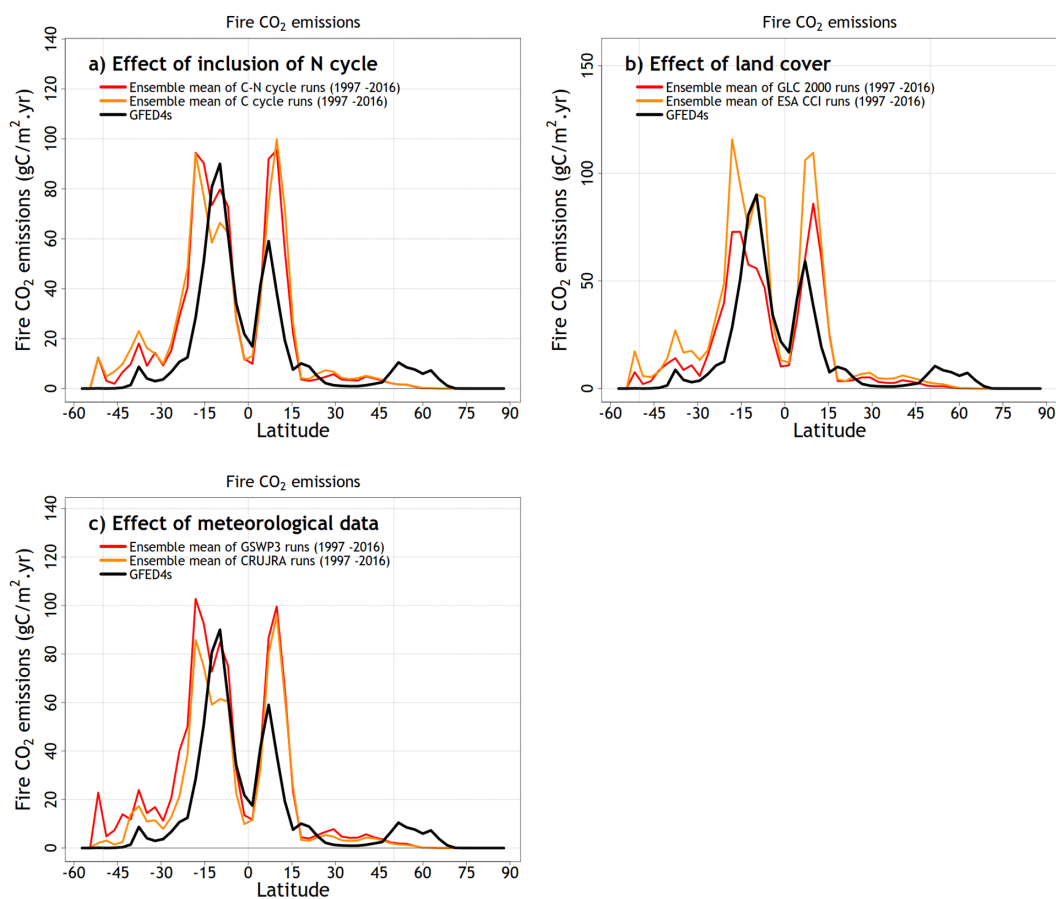 Fire CO₂ emissions
a) Effect of inclusion of N cycle
Ensemble mean of C-N cycle runs (1997 -2016)
Ensemble mean of C cycle runs (1997 -2016)
GFED4s
Fire CO₂ emissions (gC/m².yr)
140
120
100
80
60
40
20
0
-60 -45 -30 -15 0 15 30 45 60 75 90
Latitude
Fire CO₂ emissions
b) Effect of land cover
Ensemble mean of GLC 2000 runs (1997 -2016)
Ensemble mean of ESA CCI runs (1997 -2016)
GFED4s
Fire CO₂ emissions (gC/m².yr)
150
100
50
0
-60 -45 -30 -15 0 15 30 45 60 75 90
Latitude
Fire CO₂ emissions
c) Effect of meteorological data
Ensemble mean of GSWP3 runs (1997 -2016)
Ensemble mean of CRUJRA runs (1997 -2016)
GFED4s
Fire CO₂ emissions (gC/m².yr)
140
120
100
80
60
40
20
0
-60 -45 -30 -15 0 15 30 45 60 75 90
Latitude